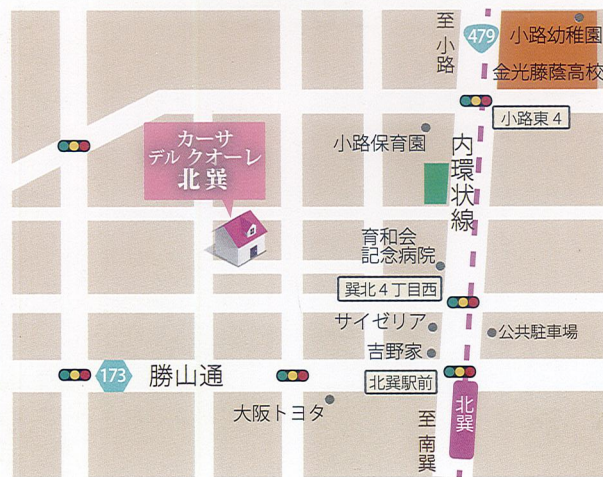 至 小路
479
小路幼稚園
金光藤蔭高校
小路東4
カーサ
デル クオーレ
北巽
小路保育園
内環状線
育和会
記念病院
巽北4丁目西
サイゼリア
公共駐車場
吉野家
173
勝山通
北巽駅前
北巽
大阪トヨタ
至 南巽